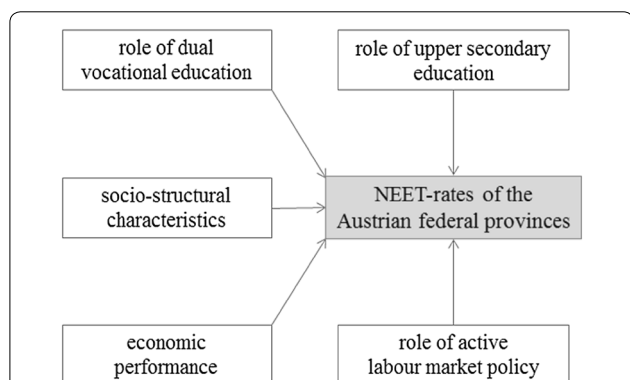 role of dual
vocational education
role of upper secondary
education
socio-structural
characteristics
NEET-rates of the
Austrian federal provinces
economic
performance
role of active
labour market policy